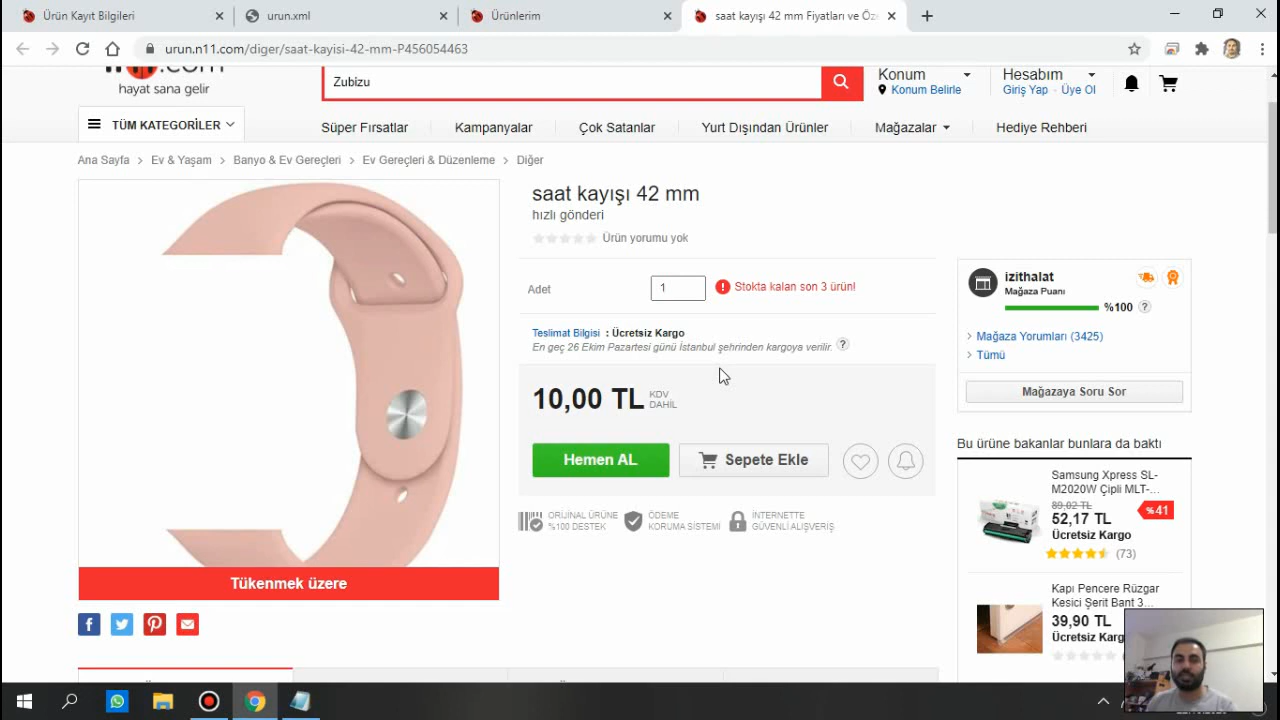 Ürün Kayıt Bilgileri
urun.xml
Ürünlerim
saat kayışı 42 mm Fiyatları ve Öz
urun.n11.com/diger/saat-kayisi-42-mm-P456054463
.com
hayat sana gelir
Zubizu
Konum
Konum Belirle
Hesabım
Giriş Yap - Üye Ol
TÜM KATEGORİLER
Süper Fırsatlar
Kampanyalar
Çok Satanlar
Yurt Dışından Ürünler
Mağazalar
Hediye Rehberi
Ana Sayfa > Ev & Yaşam > Banyo & Ev Gereçleri > Ev Gereçleri & Düzenleme > Diğer
saat kayışı 42 mm
hızlı gönderi
Ürün yorumu yok
Adet
1
Stokta kalan son 3 ürün!
Teslimat Bilgisi : Ücretsiz Kargo
En geç 26 Ekim Pazartesi günü İstanbul şehrinden kargoya verilir.
10,00 TL
KDV
DAHİL
Hemen AL
Sepete Ekle
ORİJİNAL ÜRÜNE
%100 DESTEK
ÖDEME
KORUMA SİSTEMİ
İNTERNETTE
GÜVENLİ ALIŞVERİŞ
Tükenmek üzere
izithalat
Mağaza Puanı
%100
Mağaza Yorumları (3425)
Tümü
Mağazaya Soru Sor
Bu ürüne bakanlar bunlara da baktı
Samsung Xpress SL-
M2020W Çipli MLT-...
89,02 TL
52,17 TL
%41
Ücretsiz Kargo
(73)
Kapı Pencere Rüzgar
Kesici Şerit Bant 3...
39,90 TL
Ücretsiz Karg